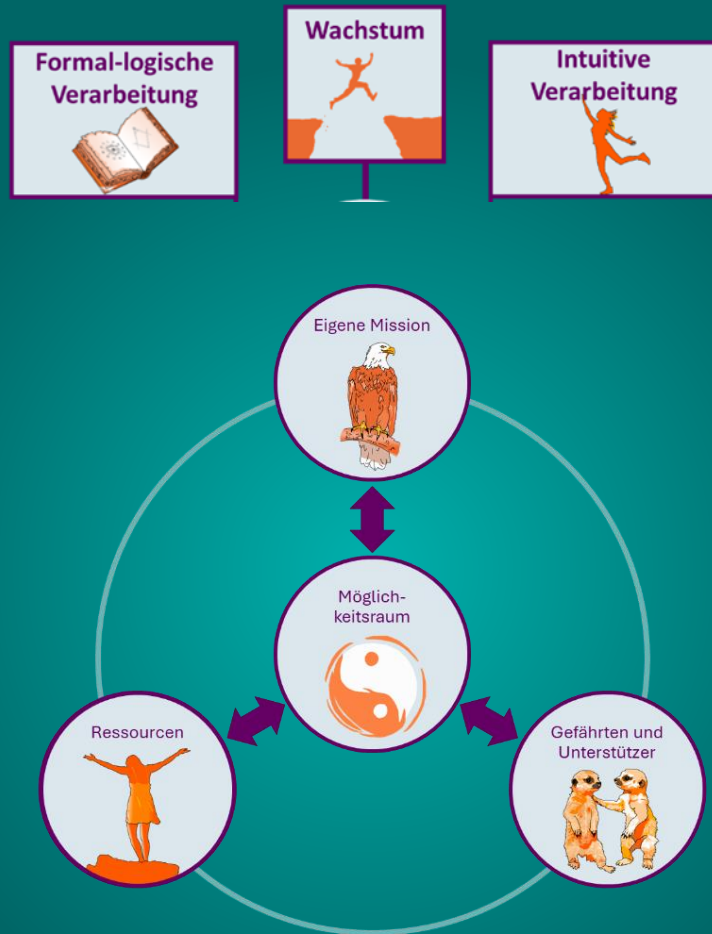 Formal-logische
Verarbeitung
Wachstum
Intuitive
Verarbeitung
Eigene Mission
Möglich-
keitsraum
Ressourcen
Gefährten und
Unterstützer